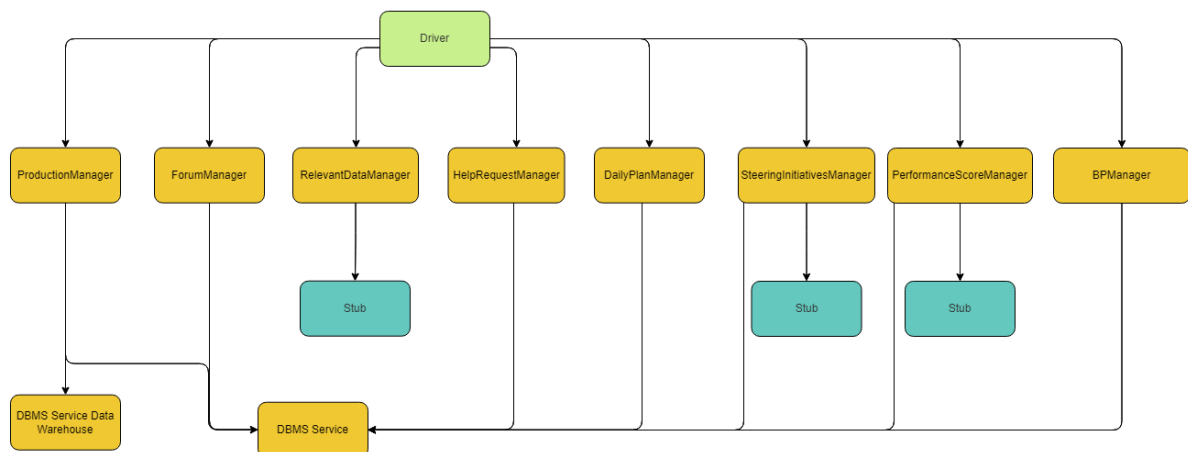 Driver
ProductionManager
ForumManager
RelevantDataManager
HelpRequestManager
DailyPlanManager
SteeringInitiativesManager
PerformanceScoreManager
BPManager
Stub
Stub
Stub
DBMS Service Data
Warehouse
DBMS Service